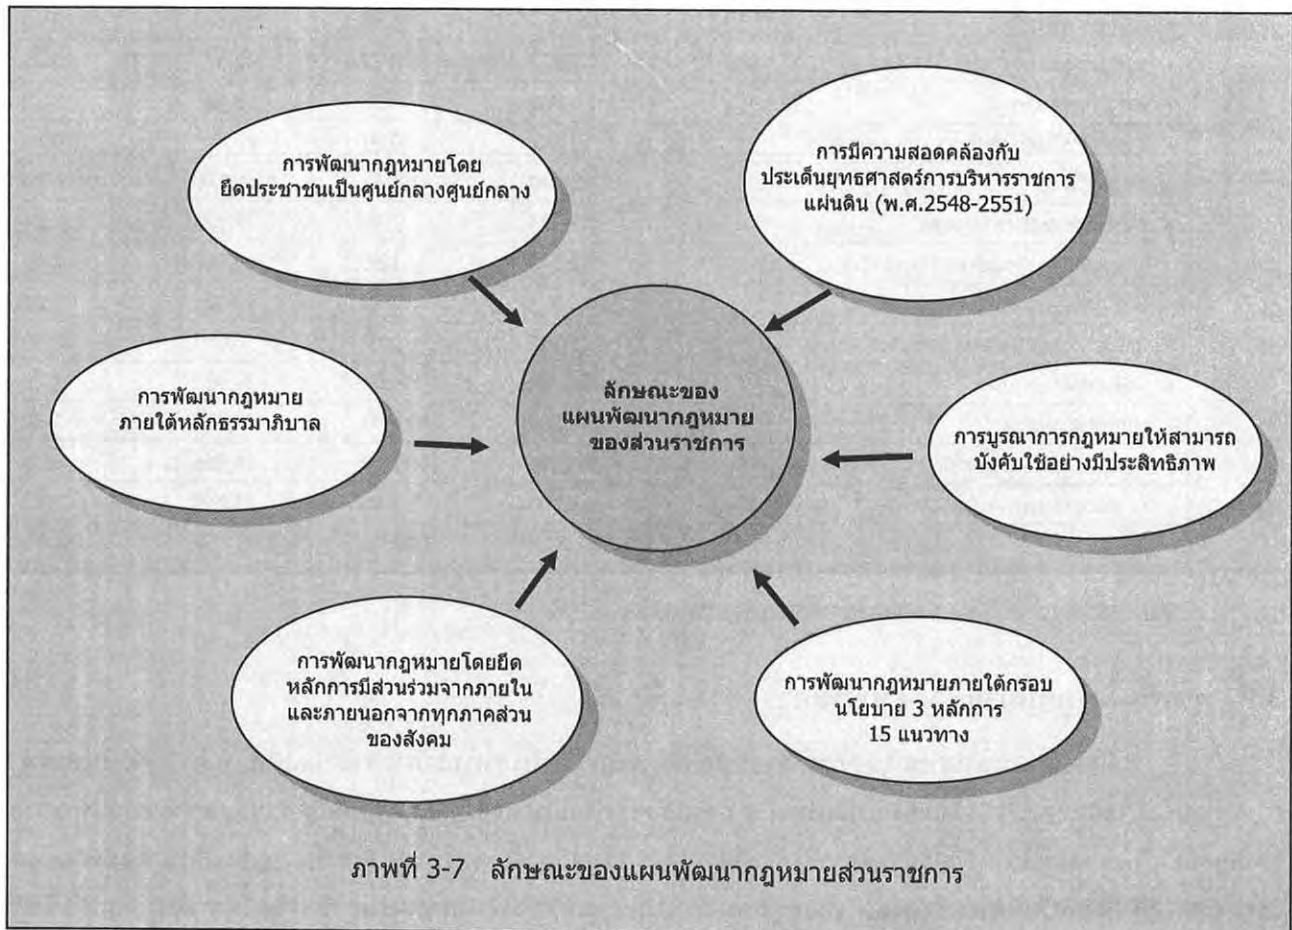 การพัฒนากฎหมายโดย
ยึดประชาชนเป็นศูนย์กลางศูนย์กลาง
การมีความสอดคล้องกับ
ประเด็นยุทธศาสตร์การบริหารราชการ
แผ่นดิน (พ.ศ.2548-2551)
การพัฒนากฎหมาย
ภายใต้หลักธรรมาภิบาล
ลักษณะของ
แผนพัฒนากฎหมาย
ของส่วนราชการ
การบูรณาการกฎหมายให้สามารถ
บังคับใช้อย่างมีประสิทธิภาพ
การพัฒนากฎหมายโดยยึด
หลักการมีส่วนร่วมจากภายใน
และภายนอกจากทุกภาคส่วน
ของสังคม
การพัฒนากฎหมายภายใต้กรอบ
นโยบาย 3 หลักการ
15 แนวทาง
ภาพที่ 3-7 ลักษณะของแผนพัฒนากฎหมายส่วนราชการ